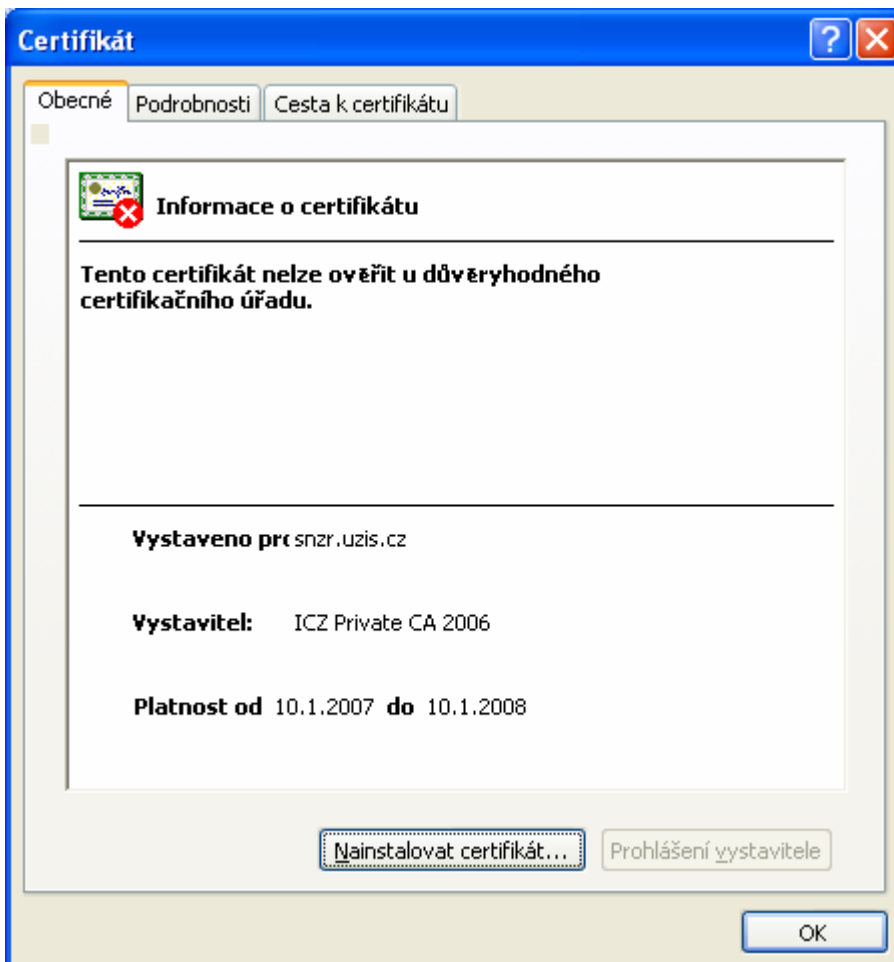 Certifikát
Obecné Podrobnosti Cesta k certifikátu
Informace o certifikátu
Tento certifikát nelze ověřit u důvěryhodného
certifikačního úřadu.
Vystaveno pro snzr.uzis.cz
Vystavitel: ICZ Private CA 2006
Platnost od 10.1.2007 do 10.1.2008
Nainstalovat certifikát... Prohlášení vystavitele
OK